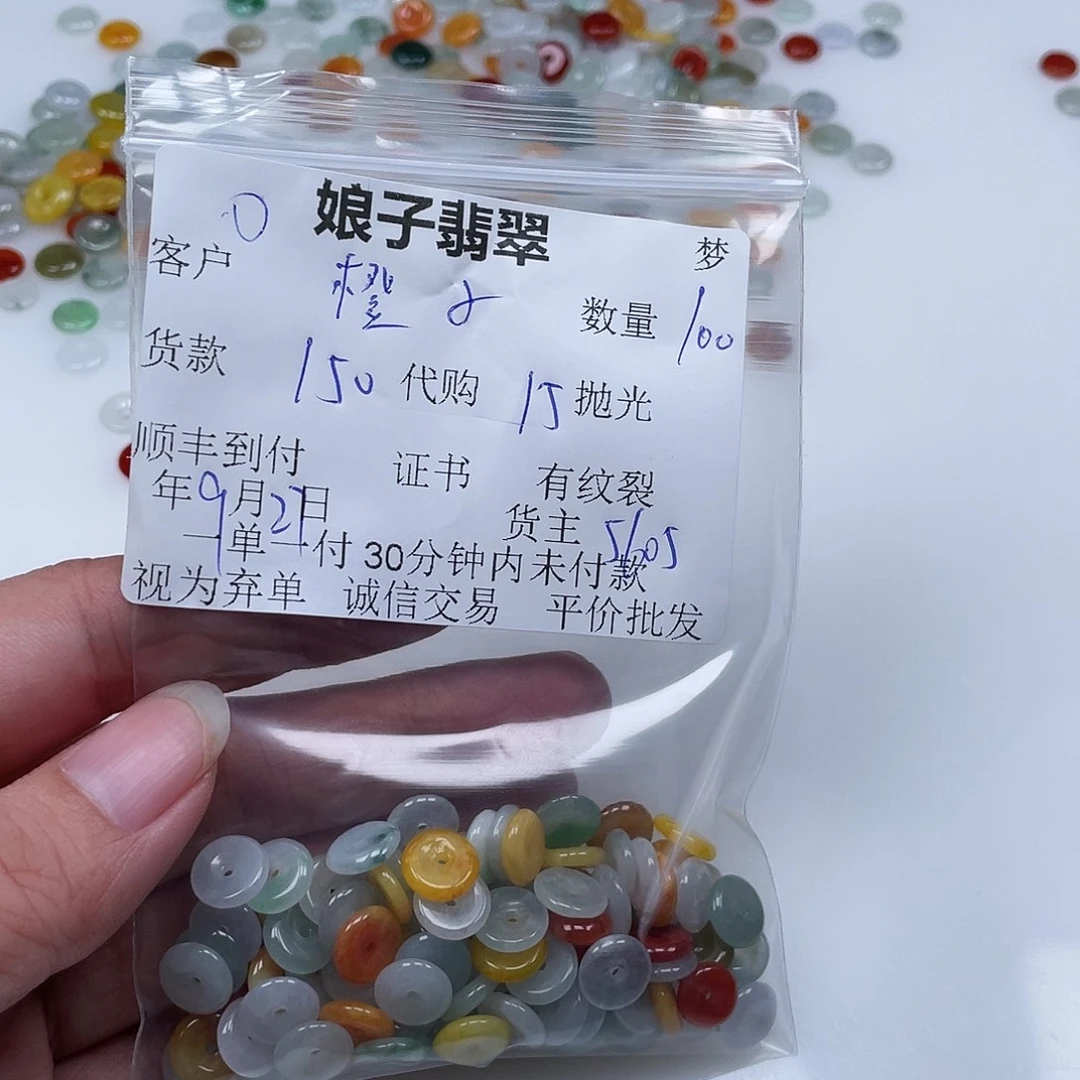 娘子翡翠 梦
客户 橙子 数量 100
货款 150 代购 15 抛光
顺丰到付 证书 有纹裂
年9月27日 货主 5605
一单一付 30分钟内未付款
视为弃单 诚信交易 平价批发